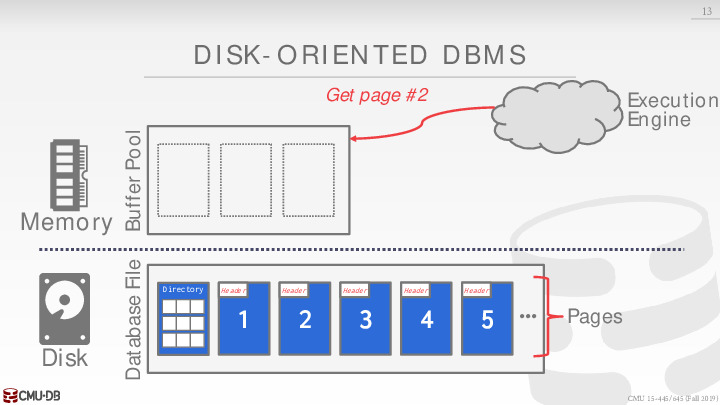 13
DISK-ORIENTED DBMS
Get page #2
Execution
Engine
Buffer Pool
Memory
Database File
Directory
Header
Header
Header
Header
Header
1
2
3
4
5
...
Pages
Disk
CMU·DB
CMU 15-445/645 (Fall 2019)